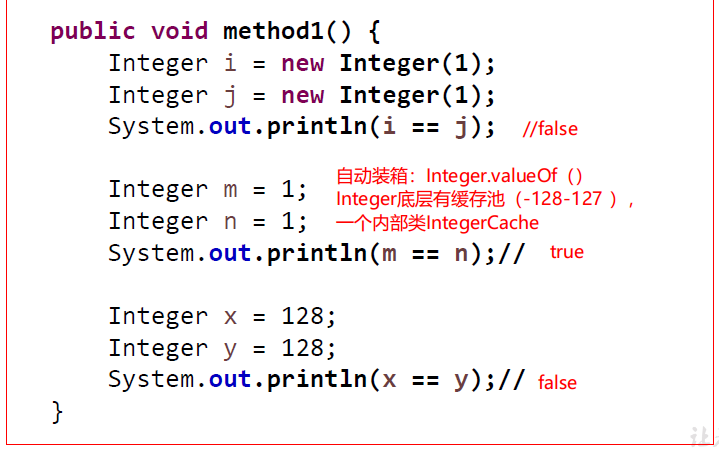 public void method1() {
Integer i = new Integer(1);
Integer j = new Integer(1);
System.out.println(i == j); //false
自动装箱：Integer.valueOf（）
Integer m = 1; Integer底层有缓存池（-128-127 ），
Integer n = 1; 一个内部类IntegerCache
System.out.println(m == n);// true
Integer x = 128;
Integer y = 128;
System.out.println(x == y);// false
}
让